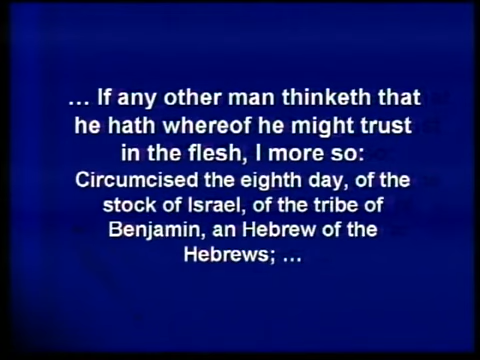 … If any other man thinketh that
he hath whereof he might trust
in the flesh, I more so:
Circumcised the eighth day, of the
stock of Israel, of the tribe of
Benjamin, an Hebrew of the
Hebrews; …